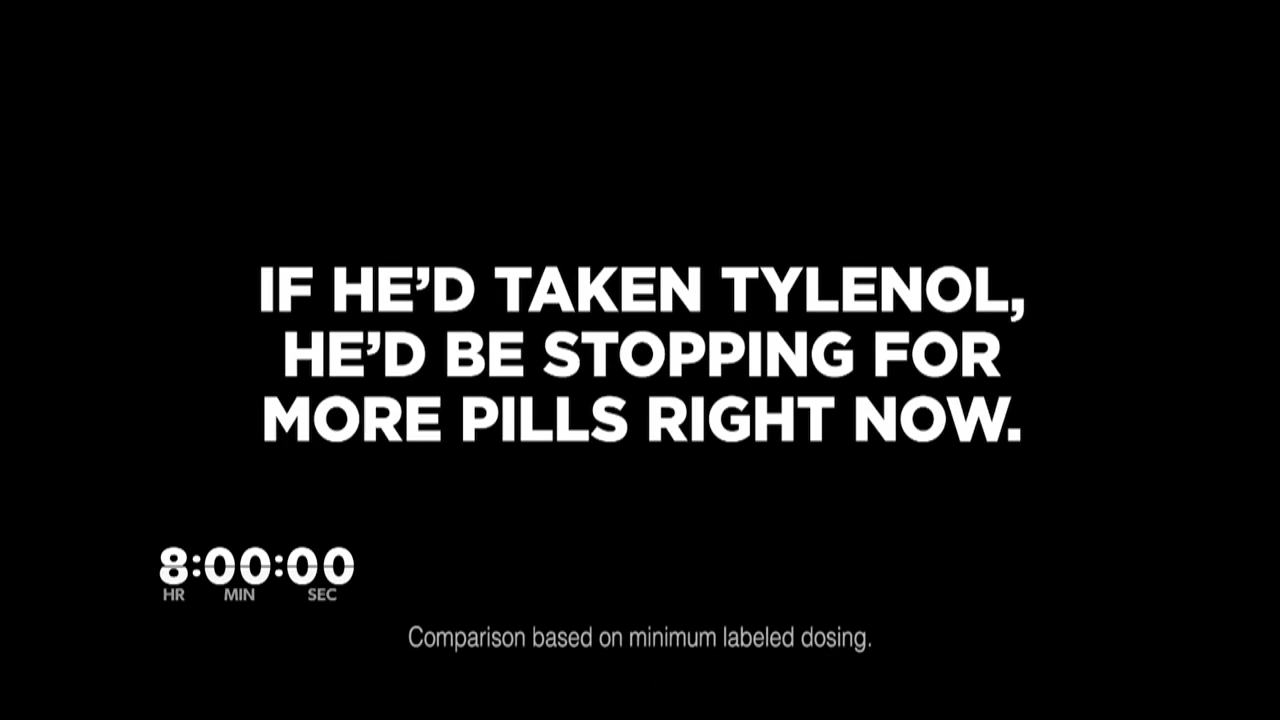 IF HE’D TAKEN TYLENOL,
HE’D BE STOPPING FOR
MORE PILLS RIGHT NOW.
8:00:00
HR MIN SEC
Comparison based on minimum labeled dosing.